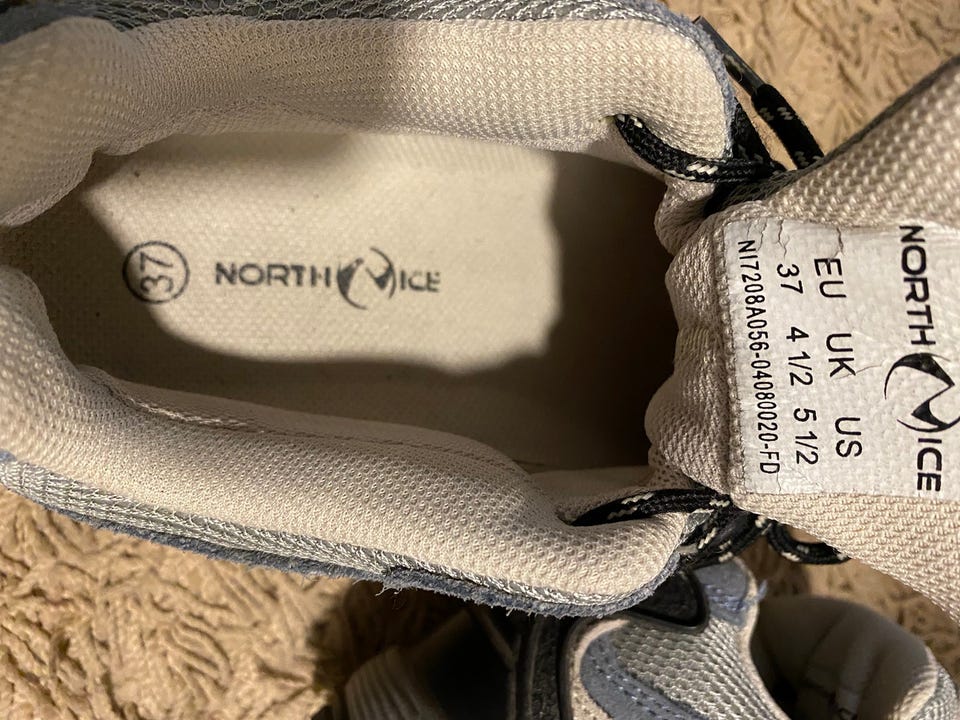 37
NORTH ICE
NORTH ICE
EU UK US
37 4 1/2 5 1/2
NI7208A056-04080020-FD